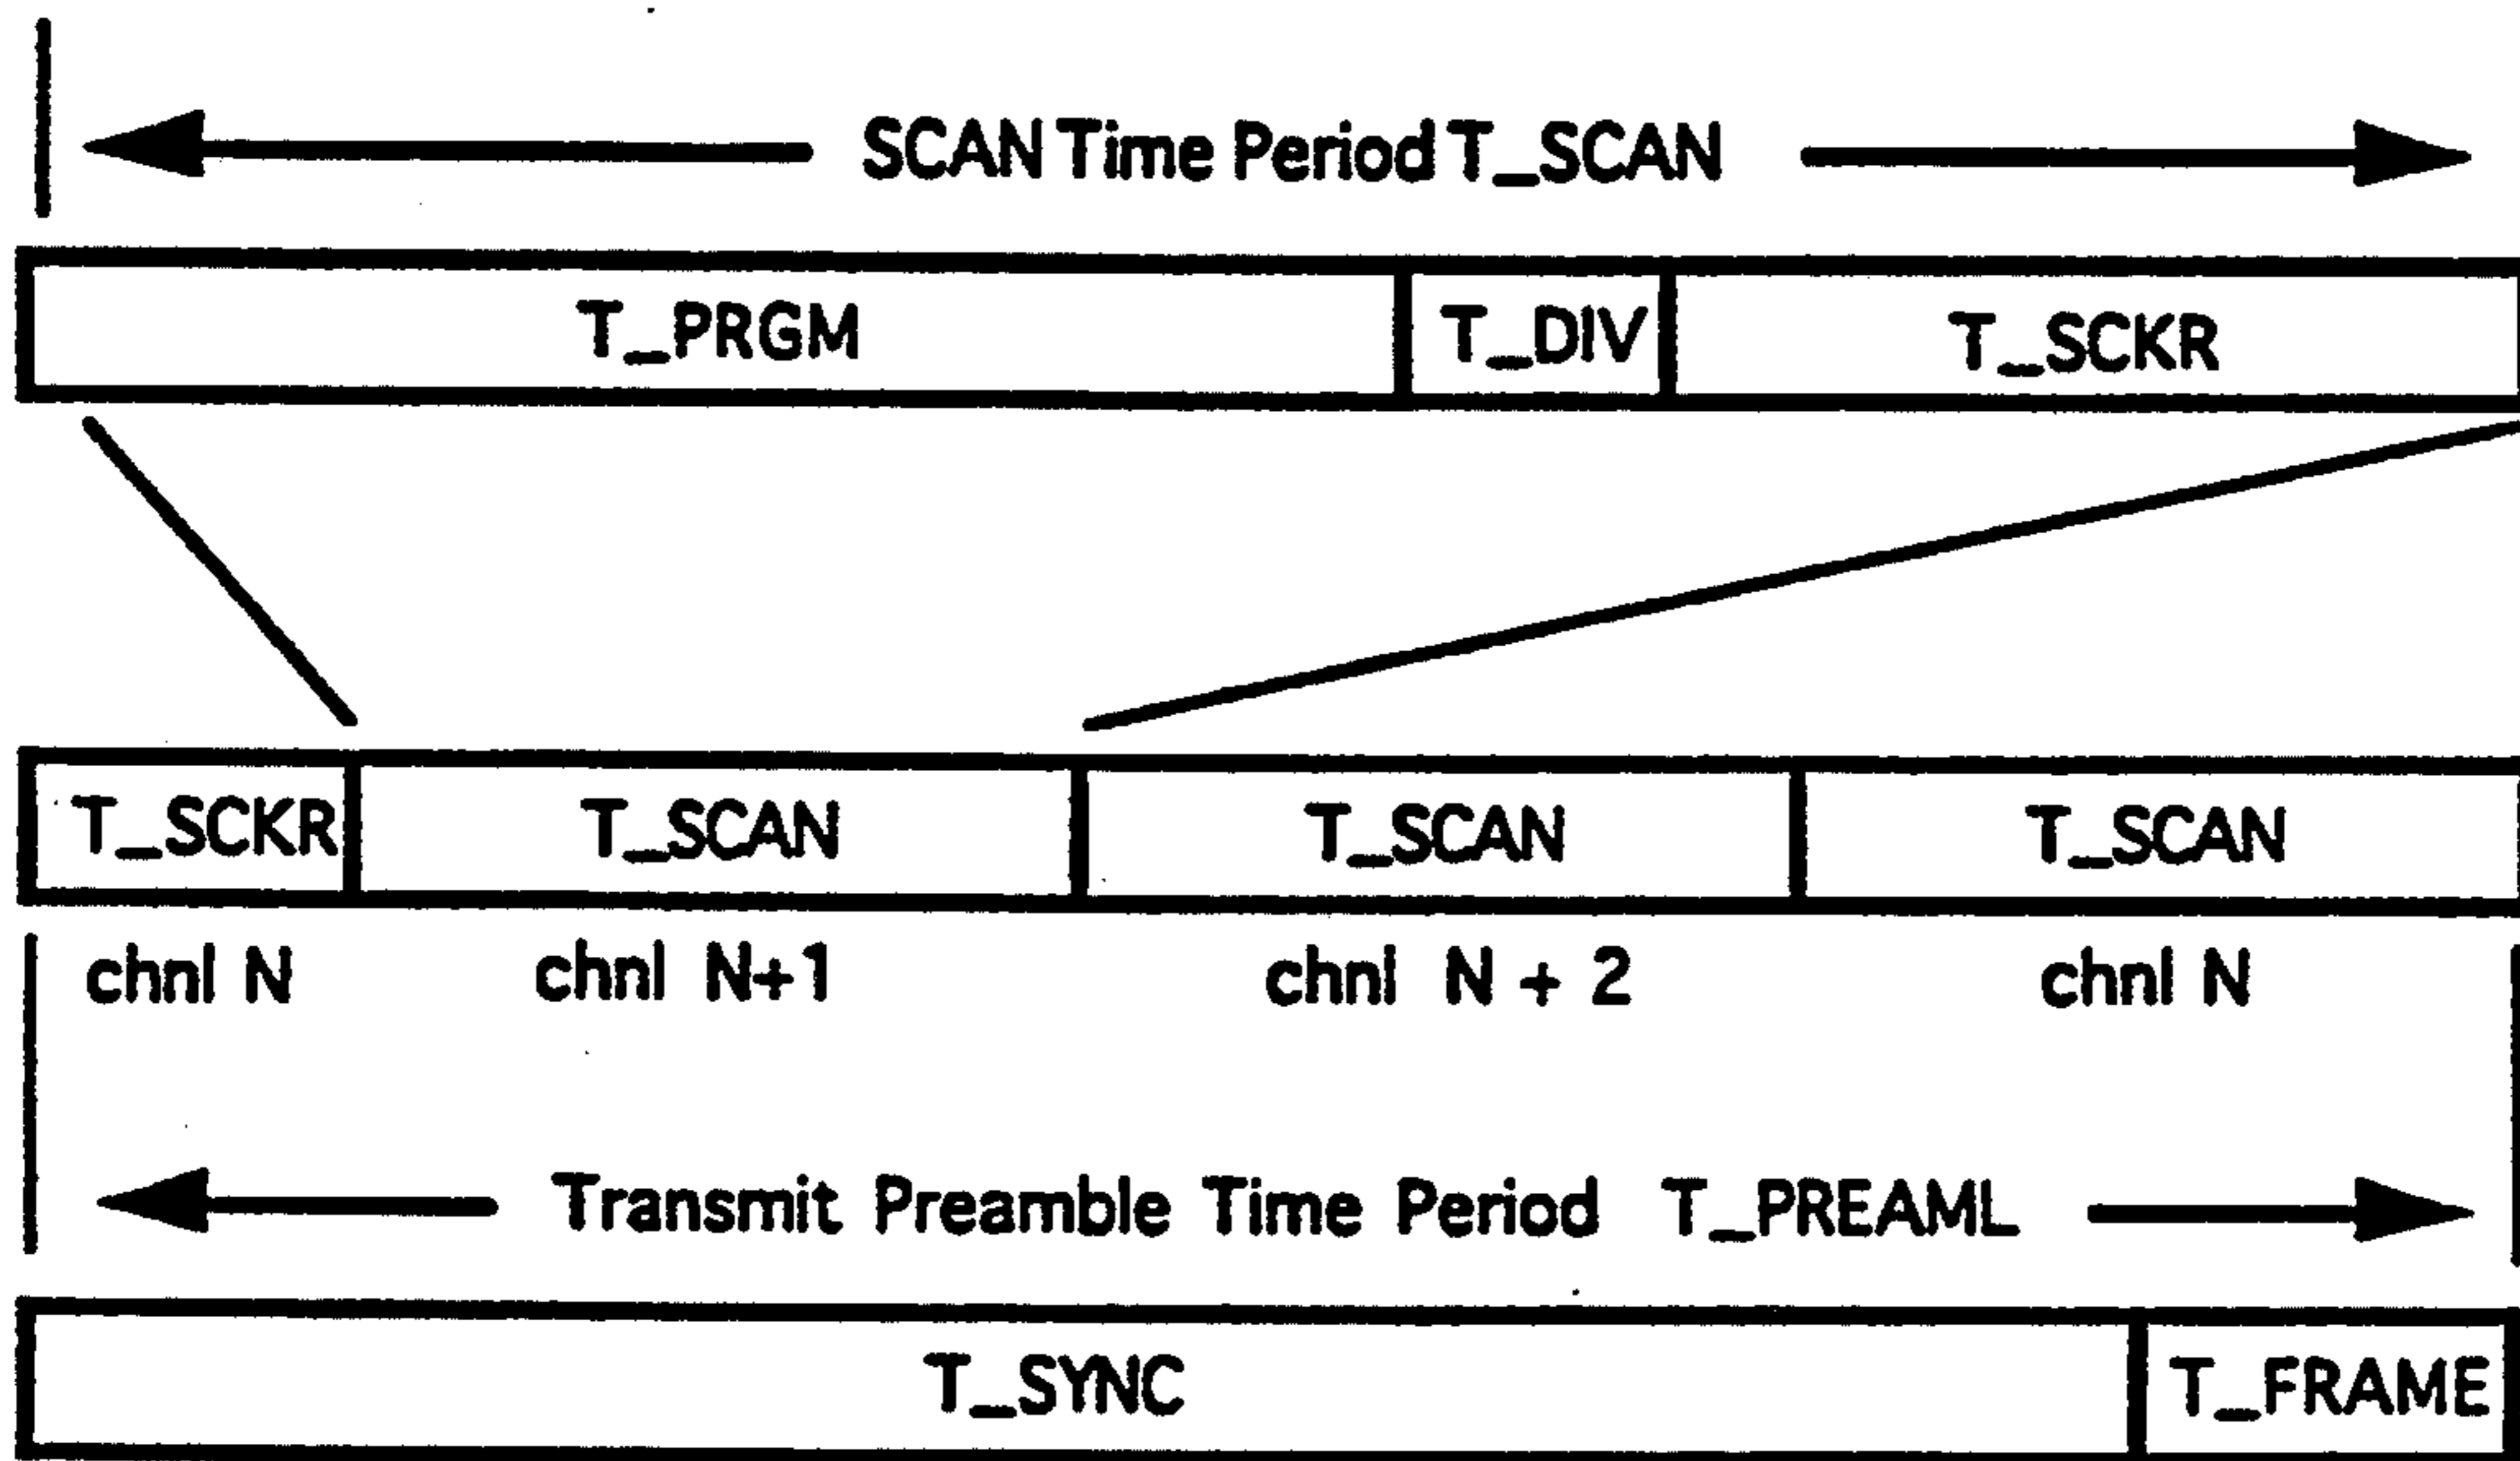 SCAN Time Period T_SCAN
T_PRGM T_DIV T_SCKR
T_SCKR T_SCAN T_SCAN T_SCAN
chnl N chnl N+1 chnl N + 2 chnl N
Transmit Preamble Time Period T_PREAML
T_SYNC T_FRAME